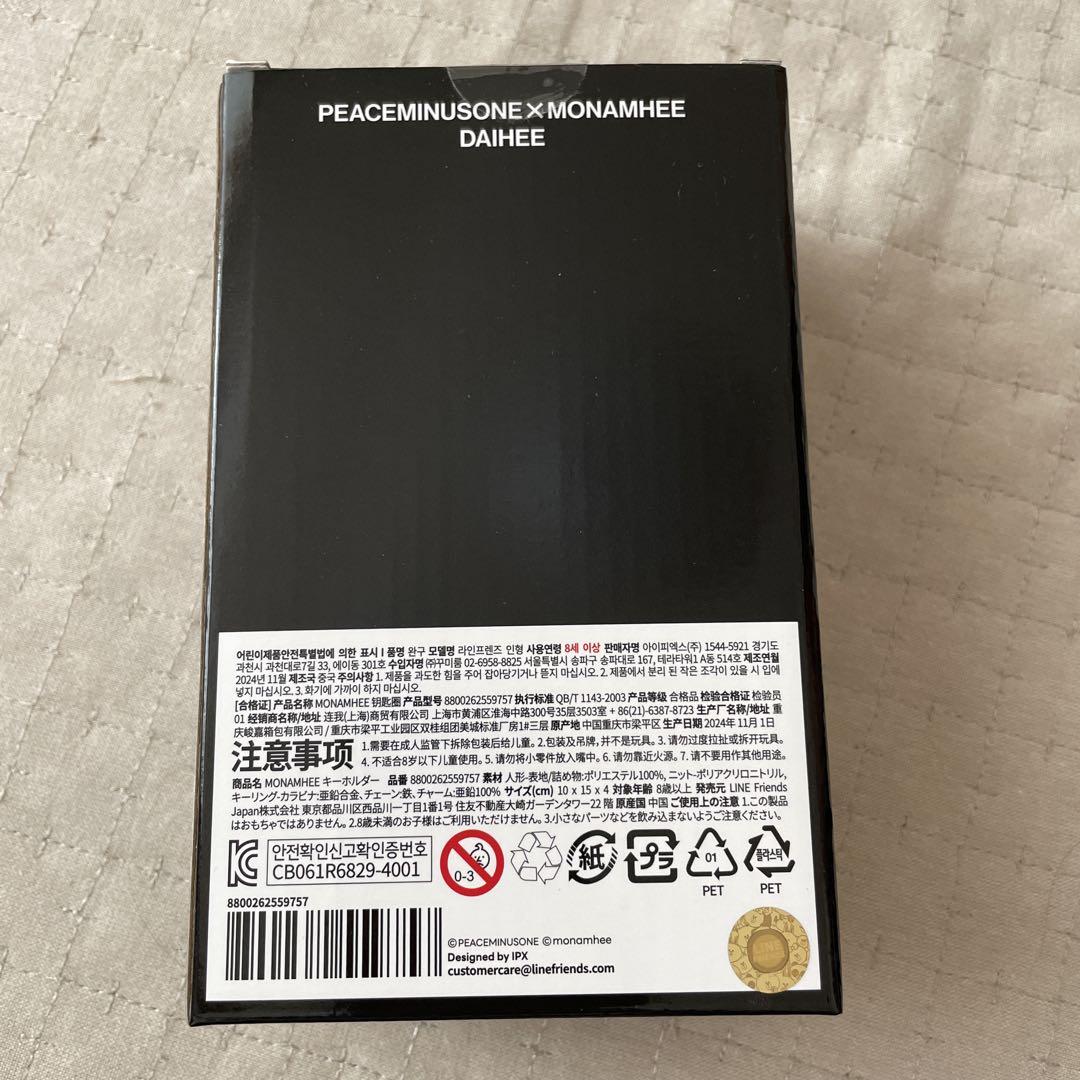 PEACEMINUSONE×MONAMHEE
DAIHEE
어린이제품안전특별법에 의한 표시 I 품명 완구 모델명 라인프렌즈 인형 사용연령 8세 이상 판매자명 아이피엑스(주) 1544-5921 경기도
과천시 과천대로7길 33, 에이동 301호 수입자명 ㈜꾸미룸 02-6958-8825 서울특별시 송파구 송파대로 167, 테라타워1 A동 514호 제조연월
2024년 11월 제조국 중국 주의사항 1. 제품을 과도한 힘을 주어 잡아당기거나 뜯지 마십시오. 2. 제품에서 분리 된 작은 조각이 있을 시 입에
넣지 마십시오. 3. 화기에 가까이 하지 마십시오.
[合格证] 产品名称 MONAMHEE 钥匙圈 产品型号 8800262559757 执行标准 QB/T 1143-2003 产品等级 合格品 检验合格证 检验员
01 经销商名称/地址 连我(上海)商贸有限公司 上海市黄浦区淮海中路300号35层3503室 + 86(21)-6387-8723 生产厂名称/地址 重
庆峻嘉箱包有限公司 / 重庆市梁平工业园区双桂组团美城标准厂房1#三层 原产地 中国重庆市梁平区 生产日期 2024年 11月 1日
注意事项 1.需要在成人监管下拆除包装后给儿童。2.包装及吊牌,并不是玩具。3. 请勿过度拉扯或拆开玩具。
4. 不适合8岁以下儿童使用。5. 请勿将小零件放入嘴中。6. 请勿靠近火源。7. 请不要用作其他用途。
商品名 MONAMHEE キーホルダー 品番 8800262559757 素材 人形-表地/詰め物:ポリエステル100%, ニット-ポリアクリロニトリル,
キーリング-カラビナ:亜鉛合金、チェーン:鉄、チャーム:亜鉛100% サイズ(cm) 10 x 15 x 4 対象年齢 8歳以上 発売元 LINE Friends
Japan株式会社 東京都品川区西品川一丁目1番1号 住友不動産大崎ガーデンタワー22 階 原産国 中国 ご使用上の注意 1.この製品
はおもちゃではありません。2.8歳未満のお子様はご利用いただけません。3.小さなパーツなどを飲み込まないようご注意ください。
안전확인신고확인증번호
CB061R6829-4001
0-3
紙
プラ
01
PET
플라스틱
PET
8800262559757
©PEACEMINUSONE ©monamhee
Designed by IPX
customercare@linefriends.com
LINE